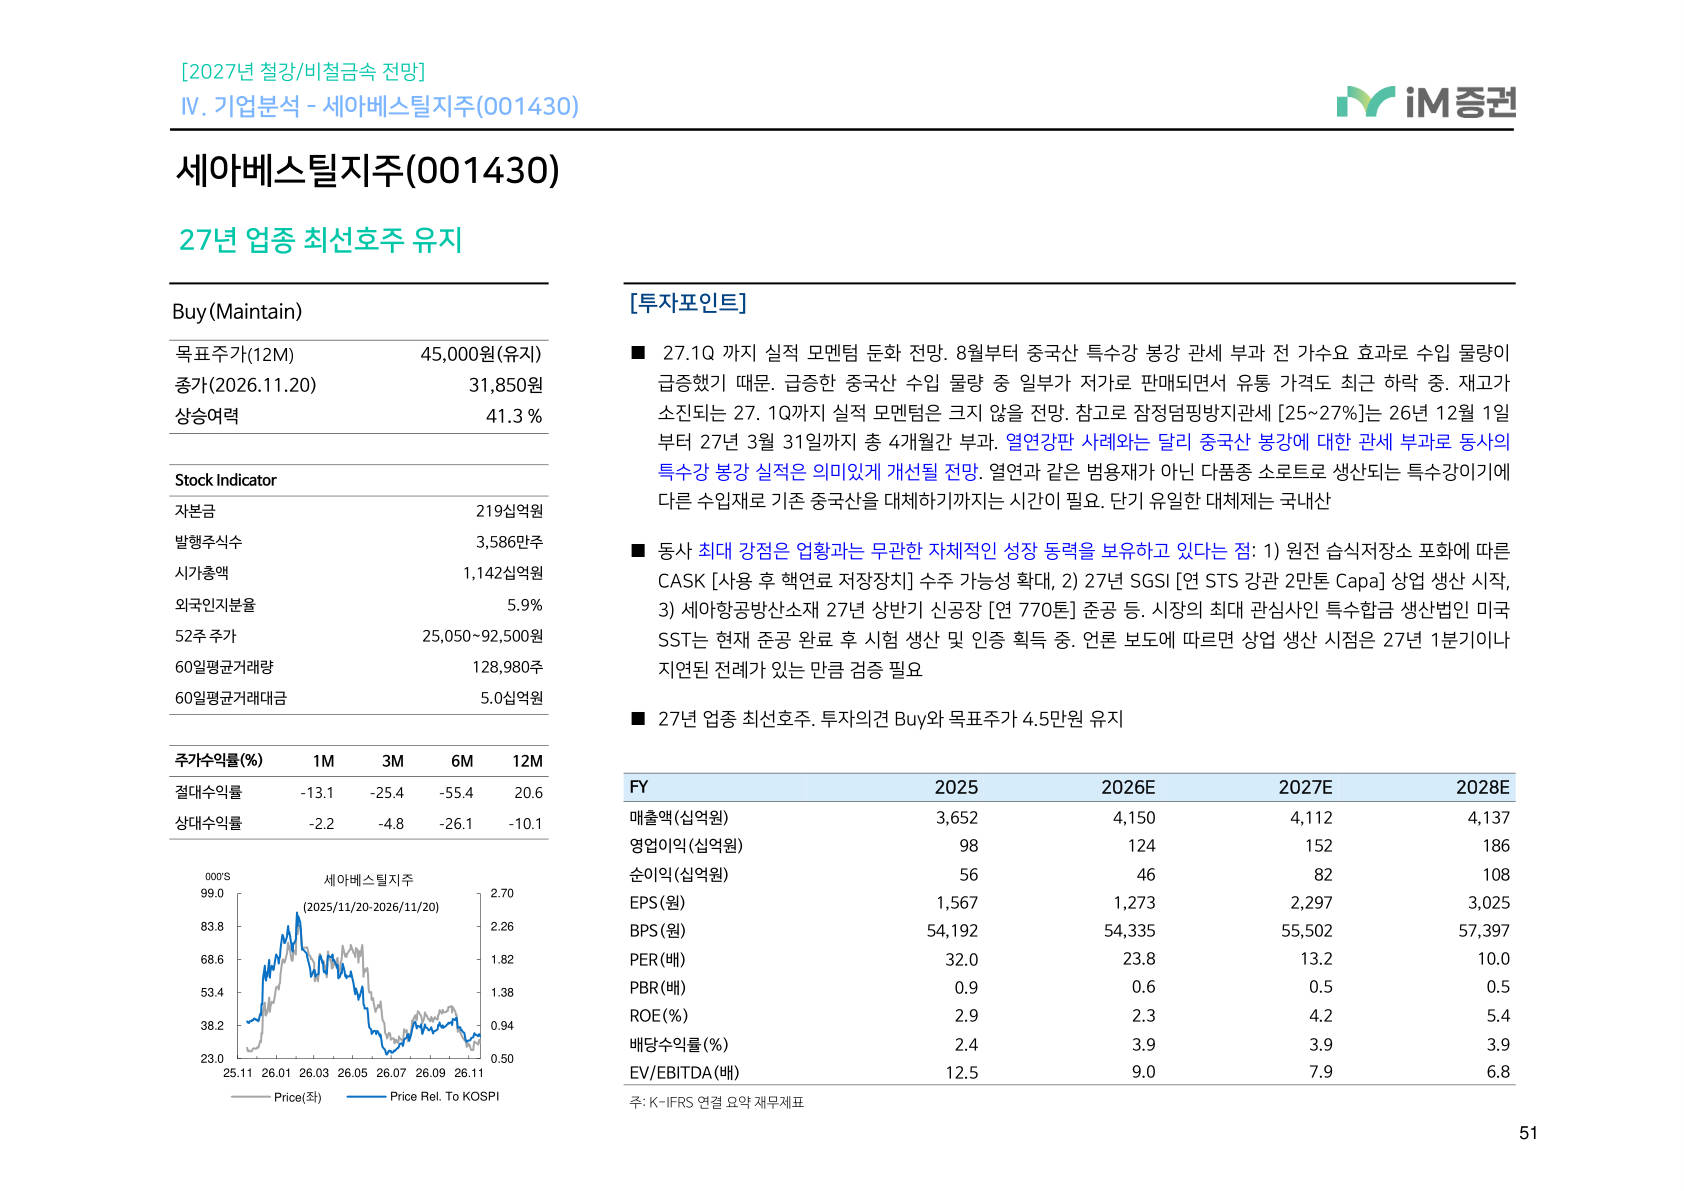 [2027년 철강/비철금속 전망]
Ⅳ. 기업분석 - 세아베스틸지주(001430)
iM증권
세아베스틸지주(001430)
27년 업종 최선호주 유지
Buy(Maintain)
목표주가(12M) 45,000원(유지)
종가(2026.11.20) 31,850원
상승여력 41.3 %
Stock Indicator
자본금 219십억원
발행주식수 3,586만주
시가총액 1,142십억원
외국인지분율 5.9%
52주 주가 25,050~92,500원
60일평균거래량 128,980주
60일평균거래대금 5.0십억원
주가수익률(%) 1M 3M 6M 12M
절대수익률 -13.1 -25.4 -55.4 20.6
상대수익률 -2.2 -4.8 -26.1 -10.1
000'S
세아베스틸지주
(2025/11/20-2026/11/20)
99.0 2.70
83.8 2.26
68.6 1.82
53.4 1.38
38.2 0.94
23.0 0.50
25.11 26.01 26.03 26.05 26.07 26.09 26.11
Price(좌) Price Rel. To KOSPI
[투자포인트]
■ 27.1Q 까지 실적 모멘텀 둔화 전망. 8월부터 중국산 특수강 봉강 관세 부과 전 가수요 효과로 수입 물량이
급증했기 때문. 급증한 중국산 수입 물량 중 일부가 저가로 판매되면서 유통 가격도 최근 하락 중. 재고가
소진되는 27. 1Q까지 실적 모멘텀은 크지 않을 전망. 참고로 잠정덤핑방지관세 [25~27%]는 26년 12월 1일
부터 27년 3월 31일까지 총 4개월간 부과. 열연강판 사례와는 달리 중국산 봉강에 대한 관세 부과로 동사의
특수강 봉강 실적은 의미있게 개선될 전망. 열연과 같은 범용재가 아닌 다품종 소로트로 생산되는 특수강이기에
다른 수입재로 기존 중국산을 대체하기까지는 시간이 필요. 단기 유일한 대체제는 국내산
■ 동사 최대 강점은 업황과는 무관한 자체적인 성장 동력을 보유하고 있다는 점: 1) 원전 습식저장소 포화에 따른
CASK [사용 후 핵연료 저장장치] 수주 가능성 확대, 2) 27년 SGSI [연 STS 강관 2만톤 Capa] 상업 생산 시작,
3) 세아항공방산소재 27년 상반기 신공장 [연 770톤] 준공 등. 시장의 최대 관심사인 특수합금 생산법인 미국
SST는 현재 준공 완료 후 시험 생산 및 인증 획득 중. 언론 보도에 따르면 상업 생산 시점은 27년 1분기이나
지연된 전례가 있는 만큼 검증 필요
■ 27년 업종 최선호주. 투자의견 Buy와 목표주가 4.5만원 유지
FY 2025 2026E 2027E 2028E
매출액(십억원) 3,652 4,150 4,112 4,137
영업이익(십억원) 98 124 152 186
순이익(십억원) 56 46 82 108
EPS(원) 1,567 1,273 2,297 3,025
BPS(원) 54,192 54,335 55,502 57,397
PER(배) 32.0 23.8 13.2 10.0
PBR(배) 0.9 0.6 0.5 0.5
ROE(%) 2.9 2.3 4.2 5.4
배당수익률(%) 2.4 3.9 3.9 3.9
EV/EBITDA(배) 12.5 9.0 7.9 6.8
주: K-IFRS 연결 요약 재무제표
51